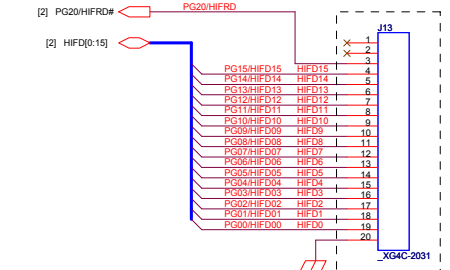 [2] PG20/HIFRD#
PG20/HIFRD
J13
[2] HIFD[0:15]
1
2
3
PG15/HIFD15 HIFD15 4
PG14/HIFD14 HIFD14 5
PG13/HIFD13 HIFD13 6
PG12/HIFD12 HIFD12 7
PG11/HIFD11 HIFD11 8
PG10/HIFD10 HIFD10 9
PG09/HIFD09 HIFD9 10
PG08/HIFD08 HIFD8 11
PG07/HIFD07 HIFD7 12
PG06/HIFD06 HIFD6 13
PG05/HIFD05 HIFD5 14
PG04/HIFD04 HIFD4 15
PG03/HIFD03 HIFD3 16
PG02/HIFD02 HIFD2 17
PG01/HIFD01 HIFD1 18
PG00/HIFD00 HIFD0 19
20
_XG4C-2031